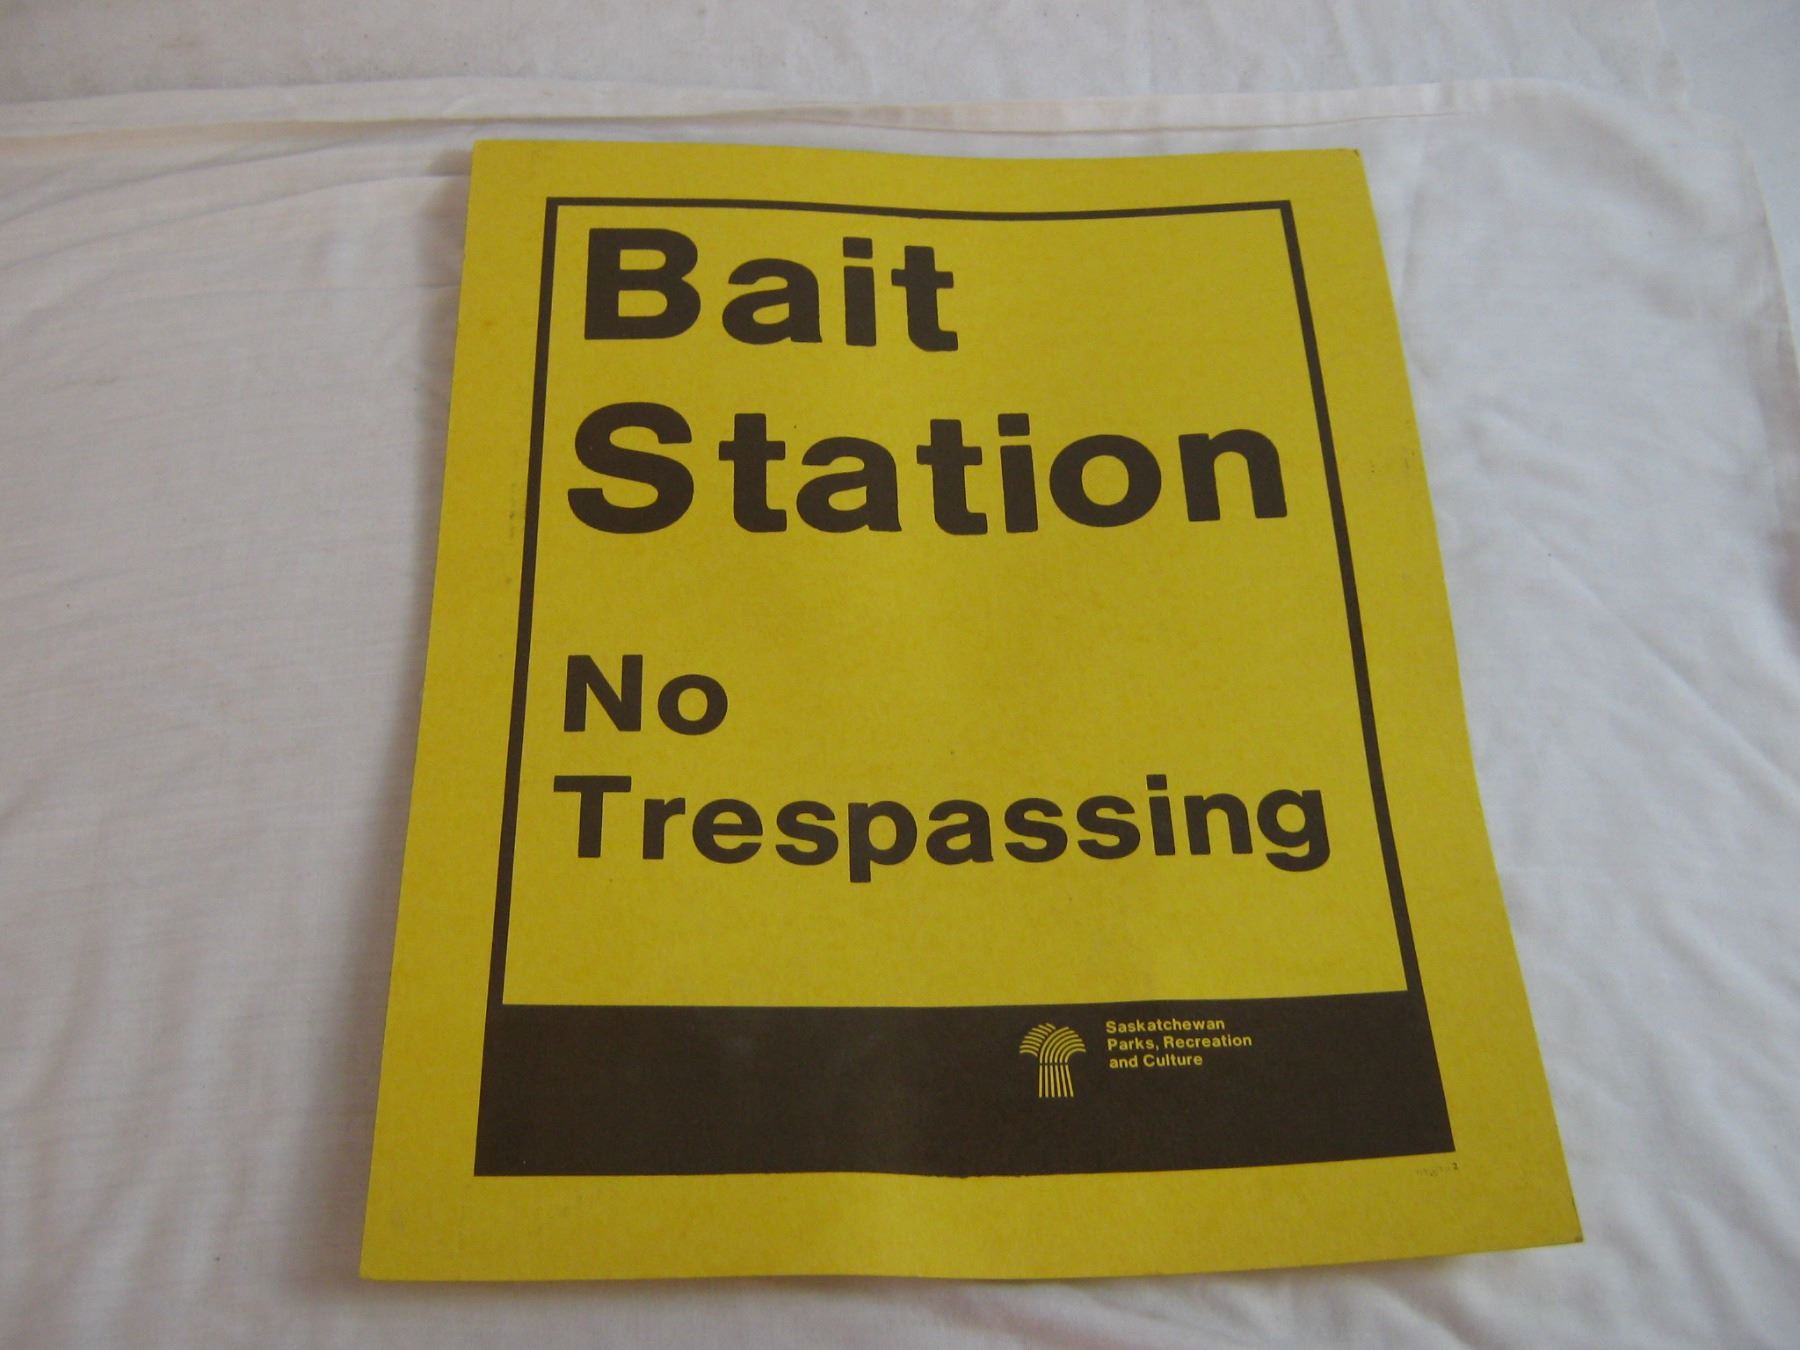 Bait
Station
No
Trespassing
Saskatchewan
Parks, Recreation
and Culture